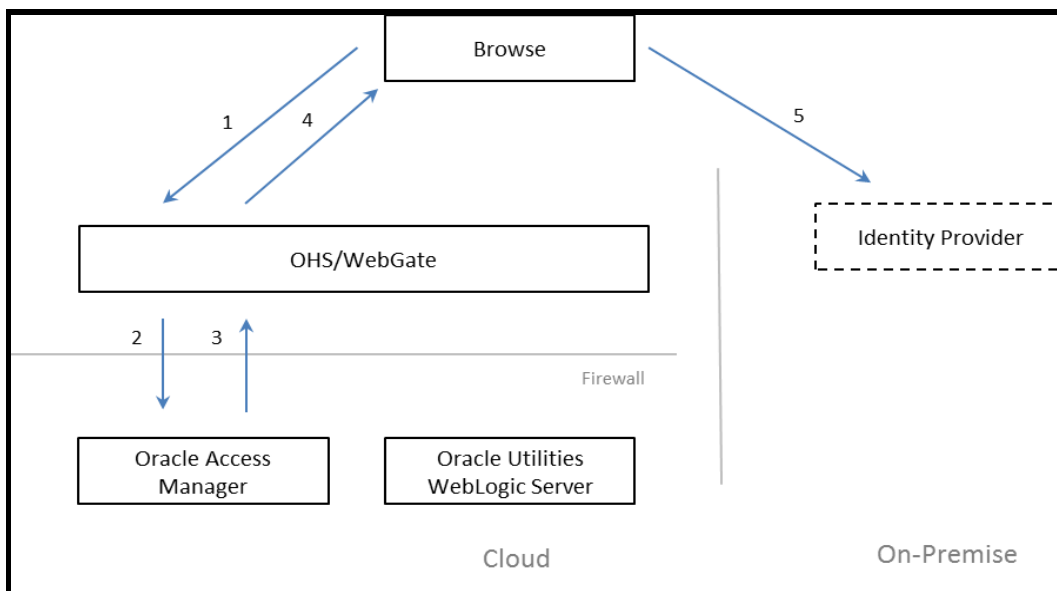 Browse
1
4
5
OHS/WebGate
Identity Provider
2
3
Firewall
Oracle Access
Manager
Oracle Utilities
WebLogic Server
Cloud
On-Premise